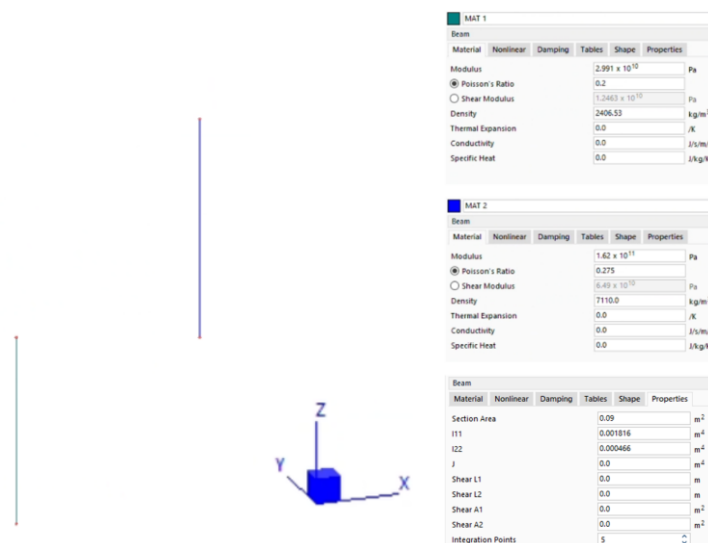 MAT 1
Beam
Material Nonlinear Damping Tables Shape Properties
Modulus 2.991 x 10¹⁰ Pa
Poisson's Ratio 0.2
Shear Modulus 1.2463 x 10¹⁰ Pa
Density 2406.53 kg/m
Thermal Expansion 0.0 /K
Conductivity 0.0 J/s/m/
Specific Heat 0.0 J/kg/K
MAT 2
Beam
Material Nonlinear Damping Tables Shape Properties
Modulus 1.62 x 10¹¹ Pa
Poisson's Ratio 0.275
Shear Modulus 6.49 x 10¹⁰ Pa
Density 7110.0 kg/m
Thermal Expansion 0.0 /K
Conductivity 0.0 J/s/m/
Specific Heat 0.0 J/kg/K
Beam
Material Nonlinear Damping Tables Shape Properties
Section Area 0.09 m²
I11 0.001816 m⁴
I22 0.000466 m⁴
J 0.0 m⁴
Shear L1 0.0 m
Shear L2 0.0 m
Shear A1 0.0 m²
Shear A2 0.0 m²
Integration Points 5
Z
Y
X